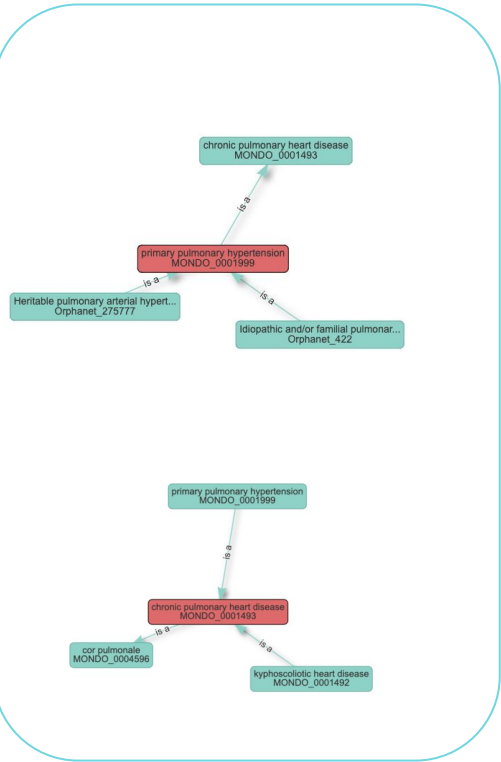 chronic pulmonary heart disease
MONDO_0001493
is a
primary pulmonary hypertension
MONDO_0001999
is a
Heritable pulmonary arterial hypert...
Orphanet_275777
is a
Idiopathic and/or familial pulmonar...
Orphanet_422
primary pulmonary hypertension
MONDO_0001999
is a
chronic pulmonary heart disease
MONDO_0001493
is a
is a
cor pulmonale
MONDO_0004596
kyphoscoliotic heart disease
MONDO_0001492